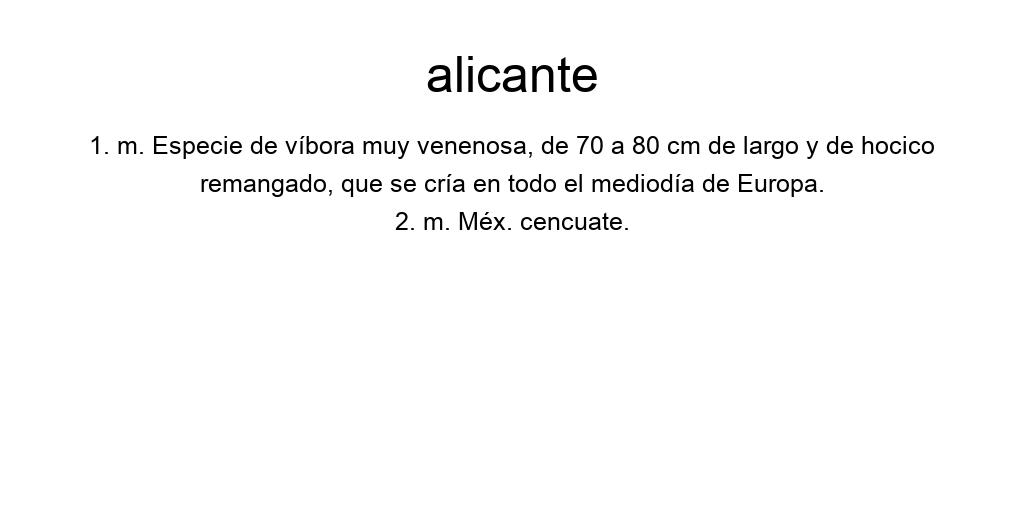 alicante
1. m. Especie de víbora muy venenosa, de 70 a 80 cm de largo y de hocico
remangado, que se cría en todo el mediodía de Europa.
2. m. Méx. cencuate.